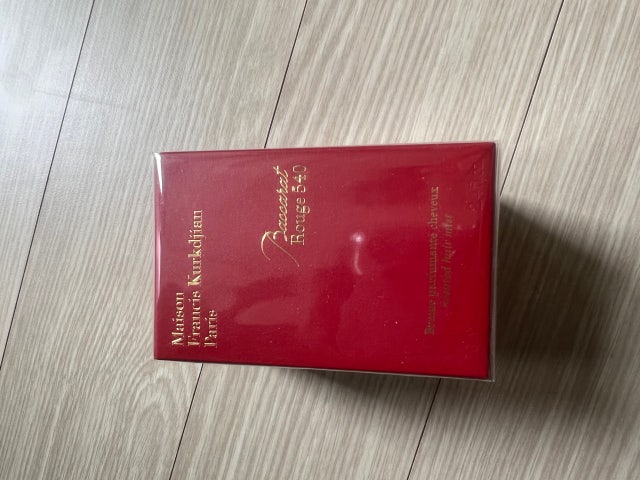 Maison
Francis Kurkdjian
Paris
Baccarat
Rouge 540
Brume parfumante cheveux
Scented hair mist